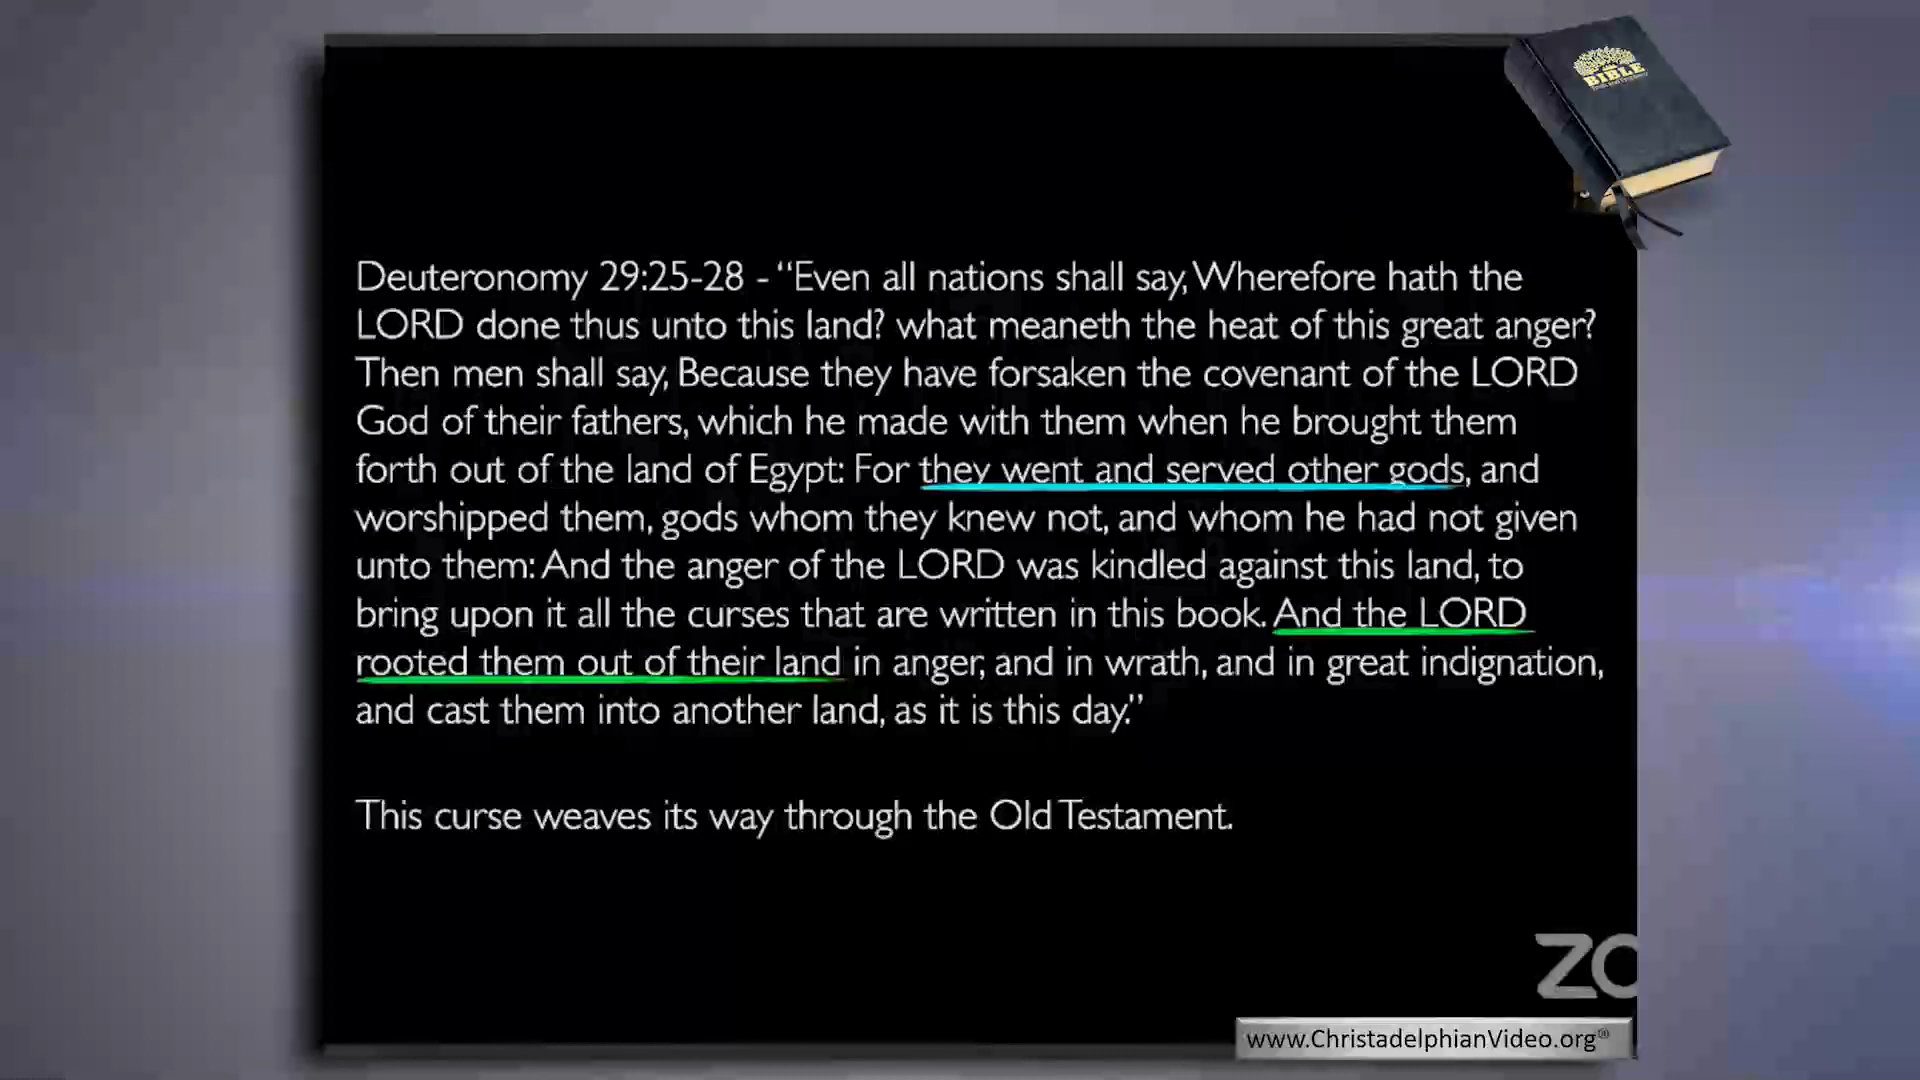 BIBLE
Deuteronomy 29:25-28 - “Even all nations shall say, Wherefore hath the
LORD done thus unto this land? what meaneth the heat of this great anger?
Then men shall say, Because they have forsaken the covenant of the LORD
God of their fathers, which he made with them when he brought them
forth out of the land of Egypt: For they went and served other gods, and
worshipped them, gods whom they knew not, and whom he had not given
unto them: And the anger of the LORD was kindled against this land, to
bring upon it all the curses that are written in this book. And the LORD
rooted them out of their land in anger, and in wrath, and in great indignation,
and cast them into another land, as it is this day.”
This curse weaves its way through the Old Testament.
ZO
www.ChristadelphianVideo.org®